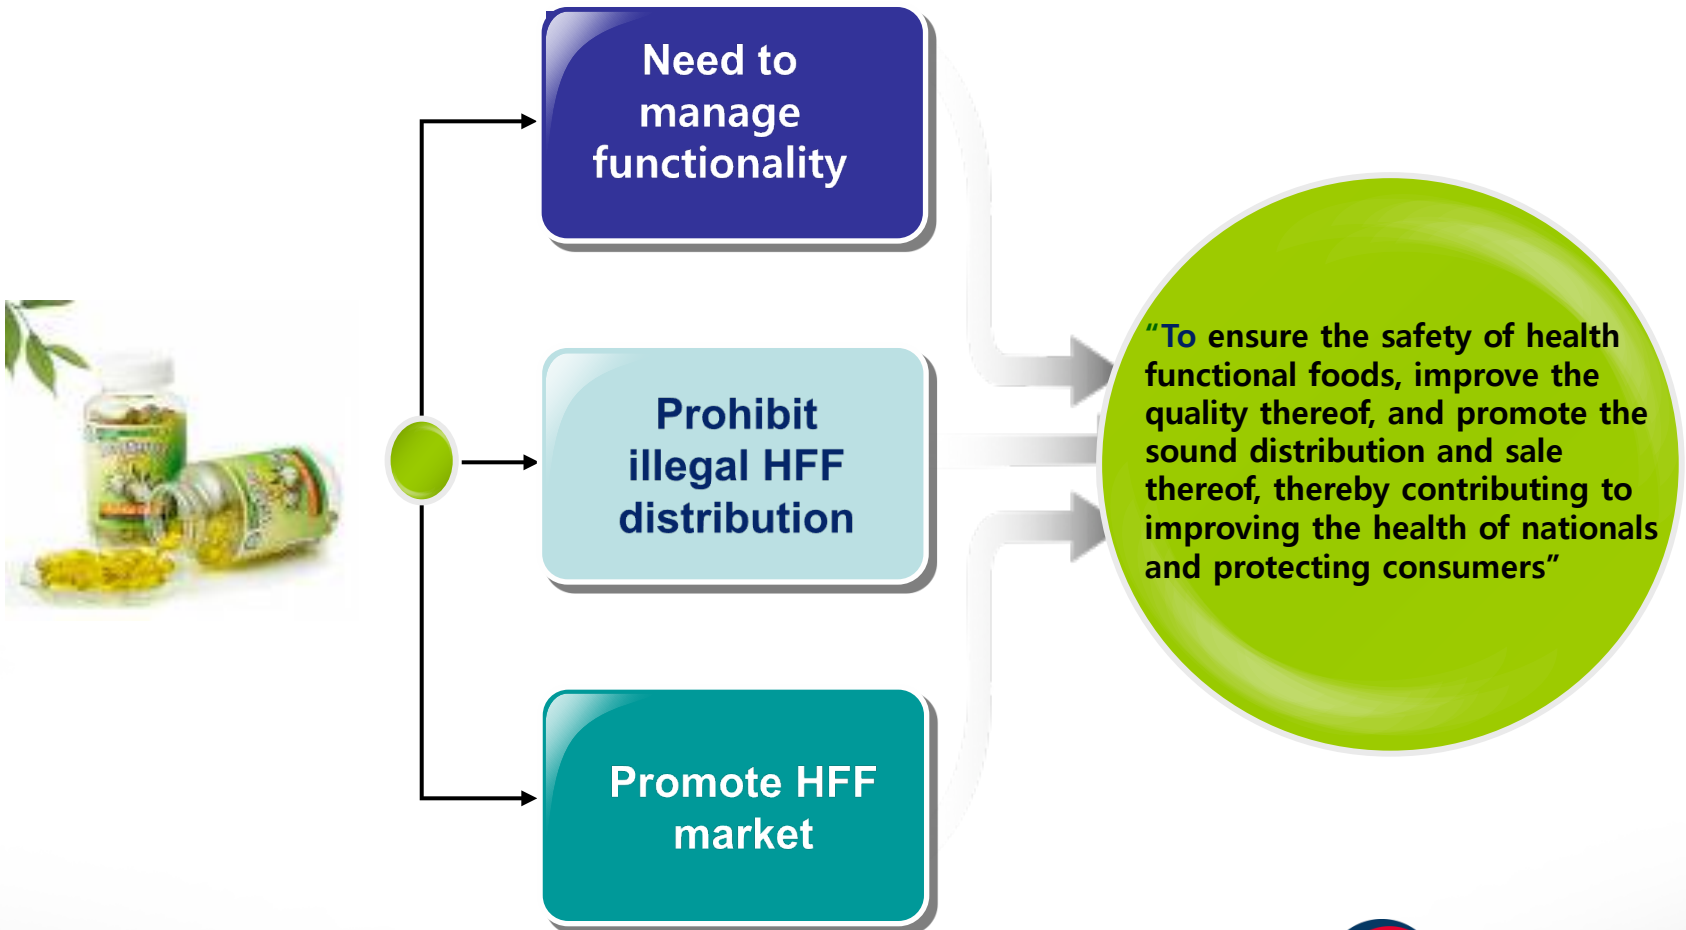 Need to
manage
functionality
Prohibit
illegal HFF
distribution
Promote HFF
market
“To ensure the safety of health
functional foods, improve the
quality thereof, and promote the
sound distribution and sale
thereof, thereby contributing to
improving the health of nationals
and protecting consumers”